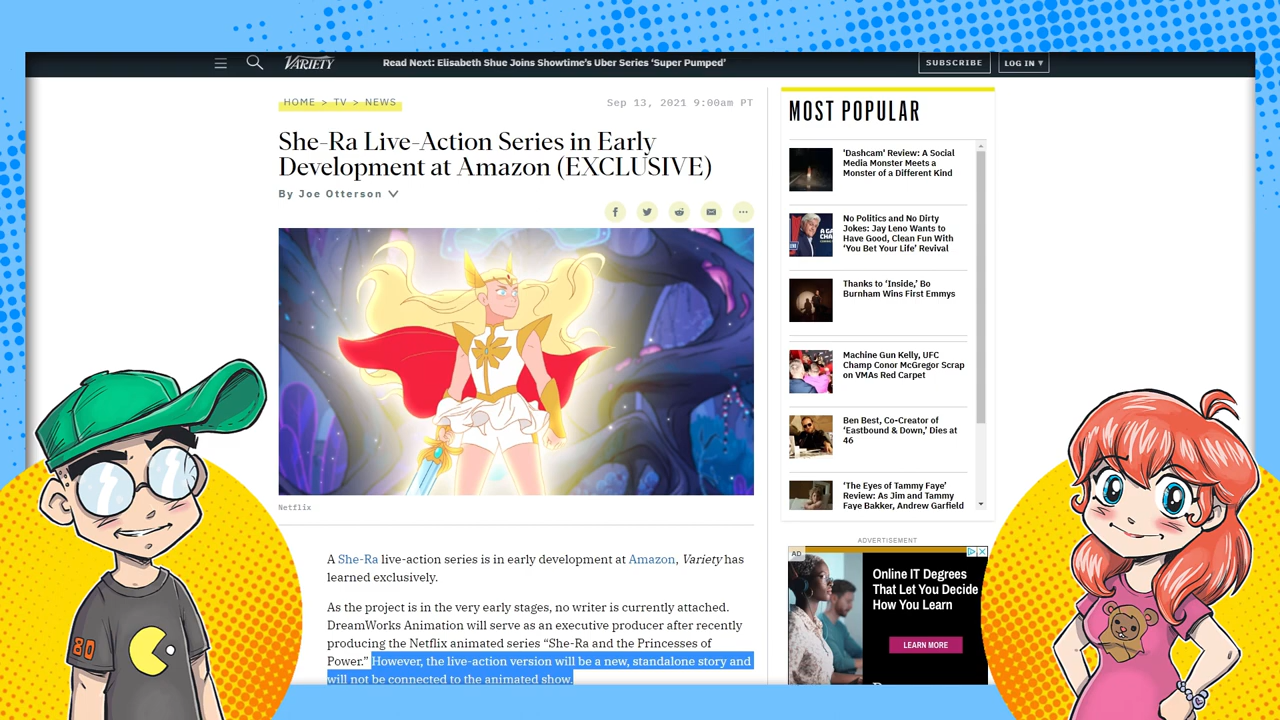 VARIETY
Read Next: Elisabeth Shue Joins Showtime's Uber Series 'Super Pumped'
SUBSCRIBE
LOG IN ▾
HOME > TV > NEWS
Sep 13, 2021 9:00am PT
She-Ra Live-Action Series in Early
Development at Amazon (EXCLUSIVE)
By Joe Otterson
Netflix
A She-Ra live-action series is in early development at Amazon, Variety has
learned exclusively.
As the project is in the very early stages, no writer is currently attached.
DreamWorks Animation will serve as an executive producer after recently
producing the Netflix animated series "She-Ra and the Princesses of
Power." However, the live-action version will be a new, standalone story and
will not be connected to the animated show.
MOST POPULAR
'Dashcam' Review: A Social
Media Monster Meets a
Monster of a Different Kind
No Politics and No Dirty
Jokes: Jay Leno Wants to
Have Good, Clean Fun With
'You Bet Your Life' Revival
Thanks to 'Inside,' Bo
Burnham Wins First Emmys
Machine Gun Kelly, UFC
Champ Conor McGregor Scrap
on VMAs Red Carpet
Ben Best, Co-Creator of
'Eastbound & Down,' Dies at
46
'The Eyes of Tammy Faye'
Review: As Jim and Tammy
Faye Bakker, Andrew Garfield
ADVERTISEMENT
AD
Online IT Degrees
That Let You Decide
How You Learn
LEARN MORE
80